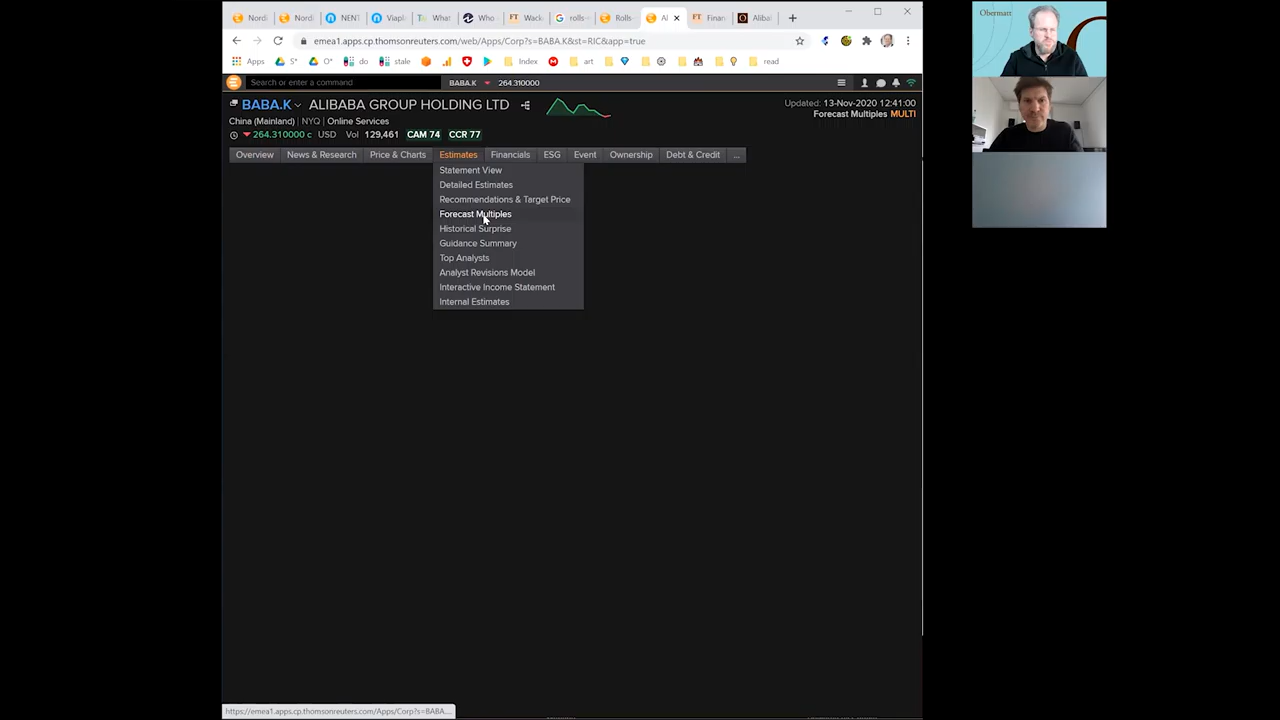 Nordi
Nordi
NENT
Viapl
What
Who
Wack
rolls-
Rolls
Al
Finan
Alibal
emea1.apps.cp.thomsonreuters.com/web/Apps/Corp?s=BABA.K&st=RIC&app=true
Apps
S*
O*
do
stale
Index
art
read
Search or enter a command
BABA.K
264.310000
BABA.K
ALIBABA GROUP HOLDING LTD
Updated: 13-Nov-2020 12:41:00
Forecast Multiples MULTI
China (Mainland) | NYQ | Online Services
264.310000 c USD Vol 129,461 CAM 74 CCR 77
Overview
News & Research
Price & Charts
Estimates
Financials
ESG
Event
Ownership
Debt & Credit
...
Statement View
Detailed Estimates
Recommendations & Target Price
Forecast Multiples
Historical Surprise
Guidance Summary
Top Analysts
Analyst Revisions Model
Interactive Income Statement
Internal Estimates
https://emea1.apps.cp.thomsonreuters.com/Apps/Corp?s=BABA....
Obermatt